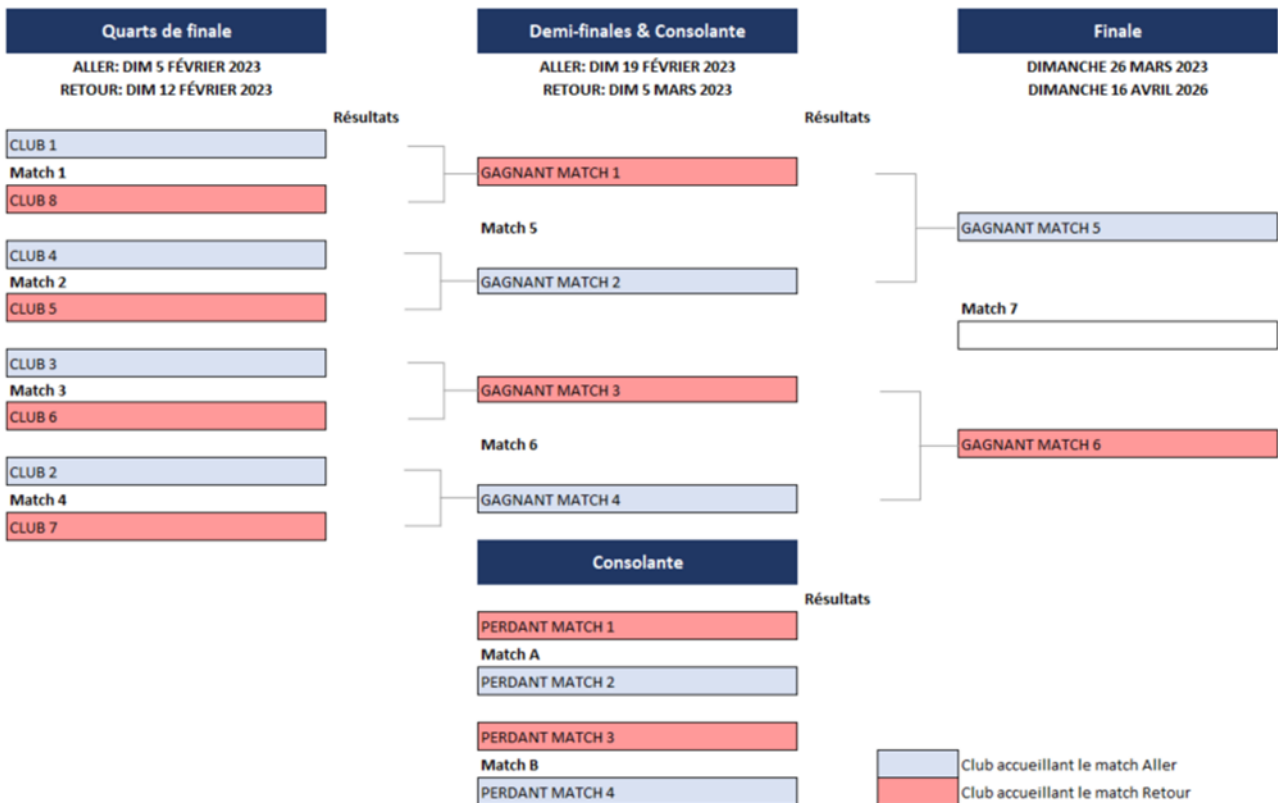 Quarts de finale
ALLER: DIM 5 FÉVRIER 2023
RETOUR: DIM 12 FÉVRIER 2023
Résultats
CLUB 1
Match 1
CLUB 8
CLUB 4
Match 2
CLUB 5
CLUB 3
Match 3
CLUB 6
CLUB 2
Match 4
CLUB 7
Demi-finales & Consolante
ALLER: DIM 19 FÉVRIER 2023
RETOUR: DIM 5 MARS 2023
Résultats
GAGNANT MATCH 1
Match 5
GAGNANT MATCH 2
GAGNANT MATCH 3
Match 6
GAGNANT MATCH 4
Finale
DIMANCHE 26 MARS 2023
DIMANCHE 16 AVRIL 2026
GAGNANT MATCH 5
Match 7
GAGNANT MATCH 6
Consolante
Résultats
PERDANT MATCH 1
Match A
PERDANT MATCH 2
PERDANT MATCH 3
Match B
PERDANT MATCH 4
Club accueillant le match Aller
Club accueillant le match Retour